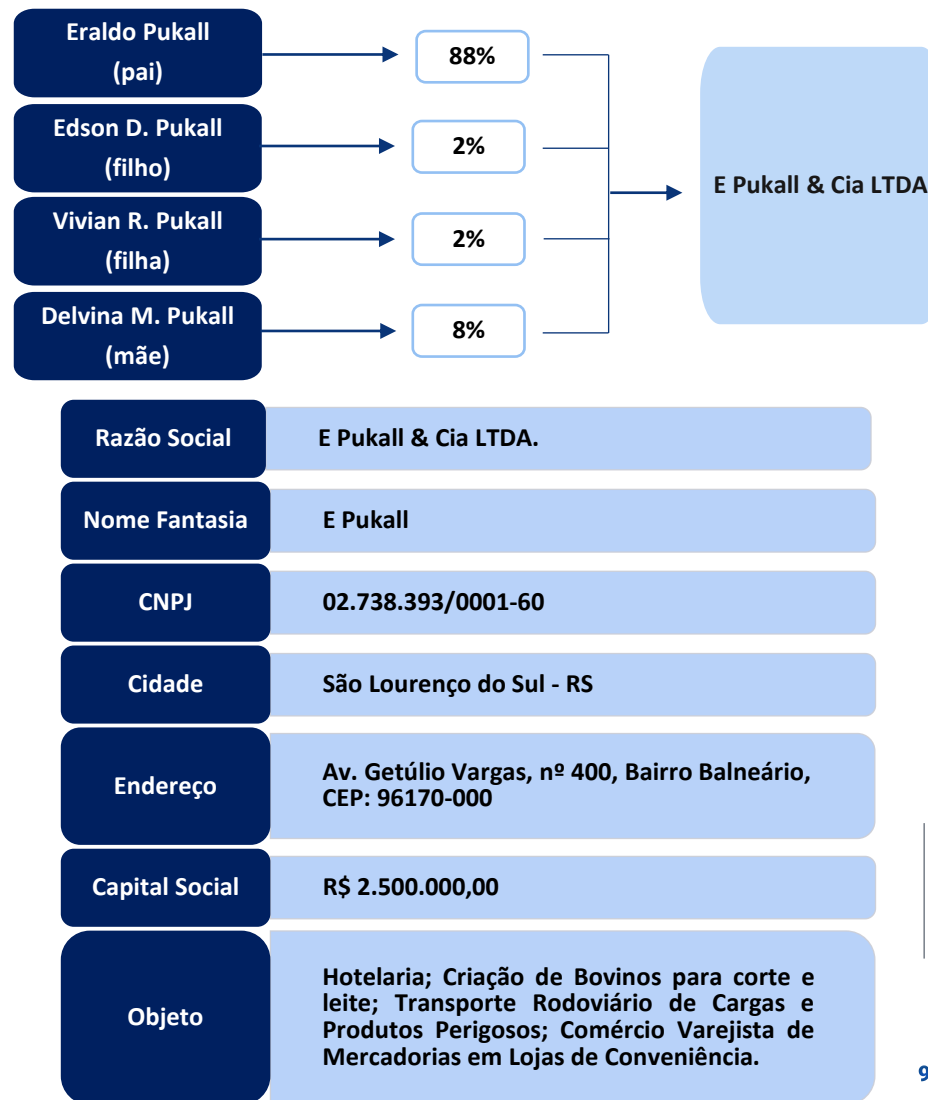 Eraldo Pukall
(pai)
88%
Edson D. Pukall
(filho)
2%
E Pukall & Cia LTDA
Vivian R. Pukall
(filha)
2%
Delvina M. Pukall
(mãe)
8%
Razão Social
E Pukall & Cia LTDA.
Nome Fantasia
E Pukall
CNPJ
02.738.393/0001-60
Cidade
São Lourenço do Sul - RS
Endereço
Av. Getúlio Vargas, nº 400, Bairro Balneário,
CEP: 96170-000
Capital Social
R$ 2.500.000,00
Objeto
Hotelaria; Criação de Bovinos para corte e
leite; Transporte Rodoviário de Cargas e
Produtos Perigosos; Comércio Varejista de
Mercadorias em Lojas de Conveniência.
9